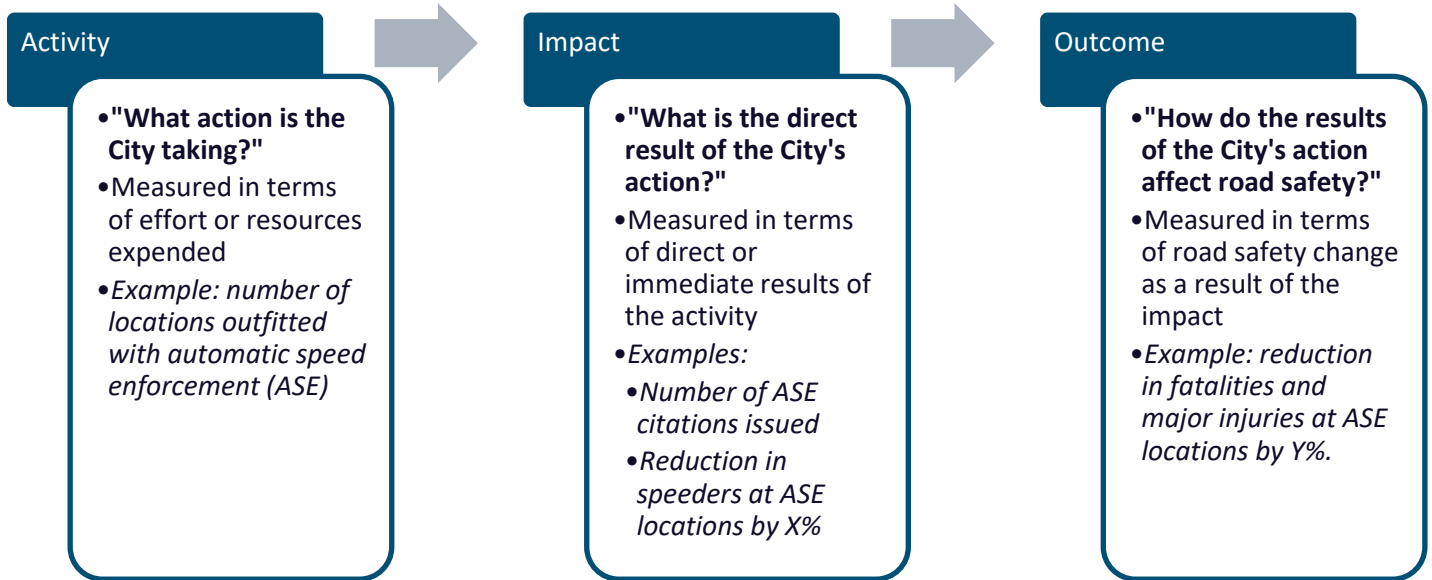 Activity
•"What action is the
City taking?"
•Measured in terms
of effort or resources
expended
•Example: number of
locations outfitted
with automatic speed
enforcement (ASE)
Impact
•"What is the direct
result of the City's
action?"
•Measured in terms
of direct or
immediate results of
the activity
•Examples:
•Number of ASE
citations issued
•Reduction in
speeders at ASE
locations by X%
Outcome
•"How do the results
of the City's action
affect road safety?"
•Measured in terms
of road safety change
as a result of the
impact
•Example: reduction
in fatalities and
major injuries at ASE
locations by Y%.